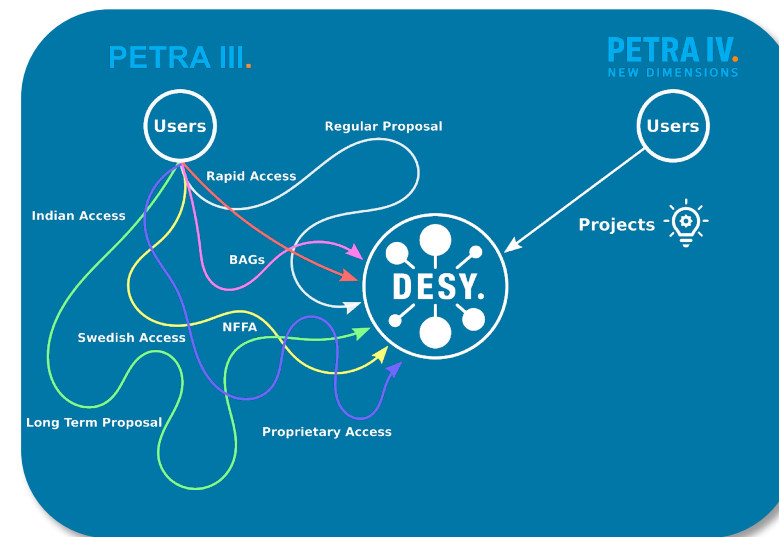 PETRA III.
PETRA IV.
NEW DIMENSIONS
Users
Regular Proposal
Users
Rapid Access
Indian Access
Projects
BAGs
DESY.
NFFA
Swedish Access
Long Term Proposal
Proprietary Access